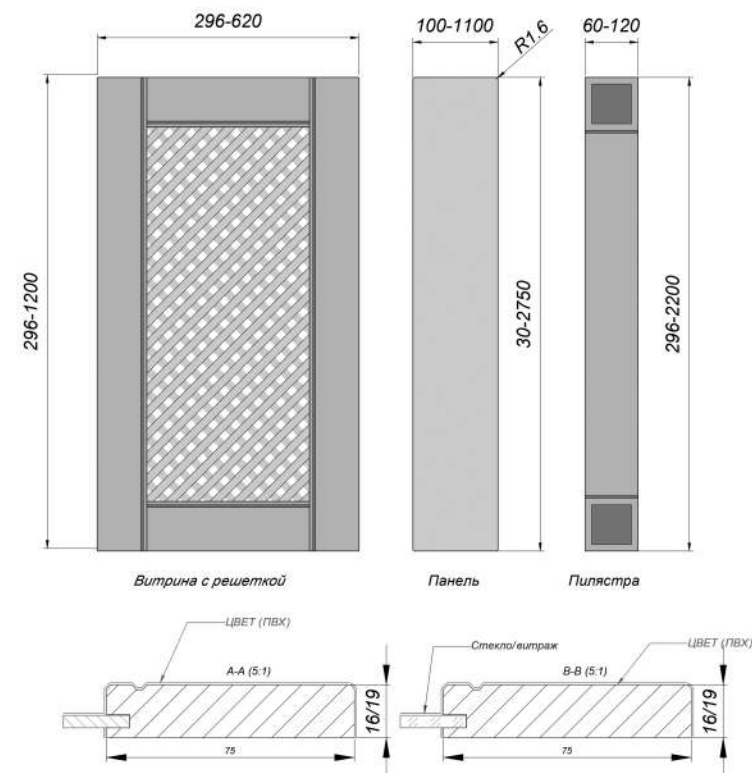 296-620
100-1100
R1.6
60-120
296-1200
30-2750
296-2200
Витрина с решеткой
Панель
Пилястра
ЦВЕТ (ПВХ)
A-A (5:1)
16/19
75
Стекло/витраж
ЦВЕТ (ПВХ)
B-B (5:1)
16/19
75